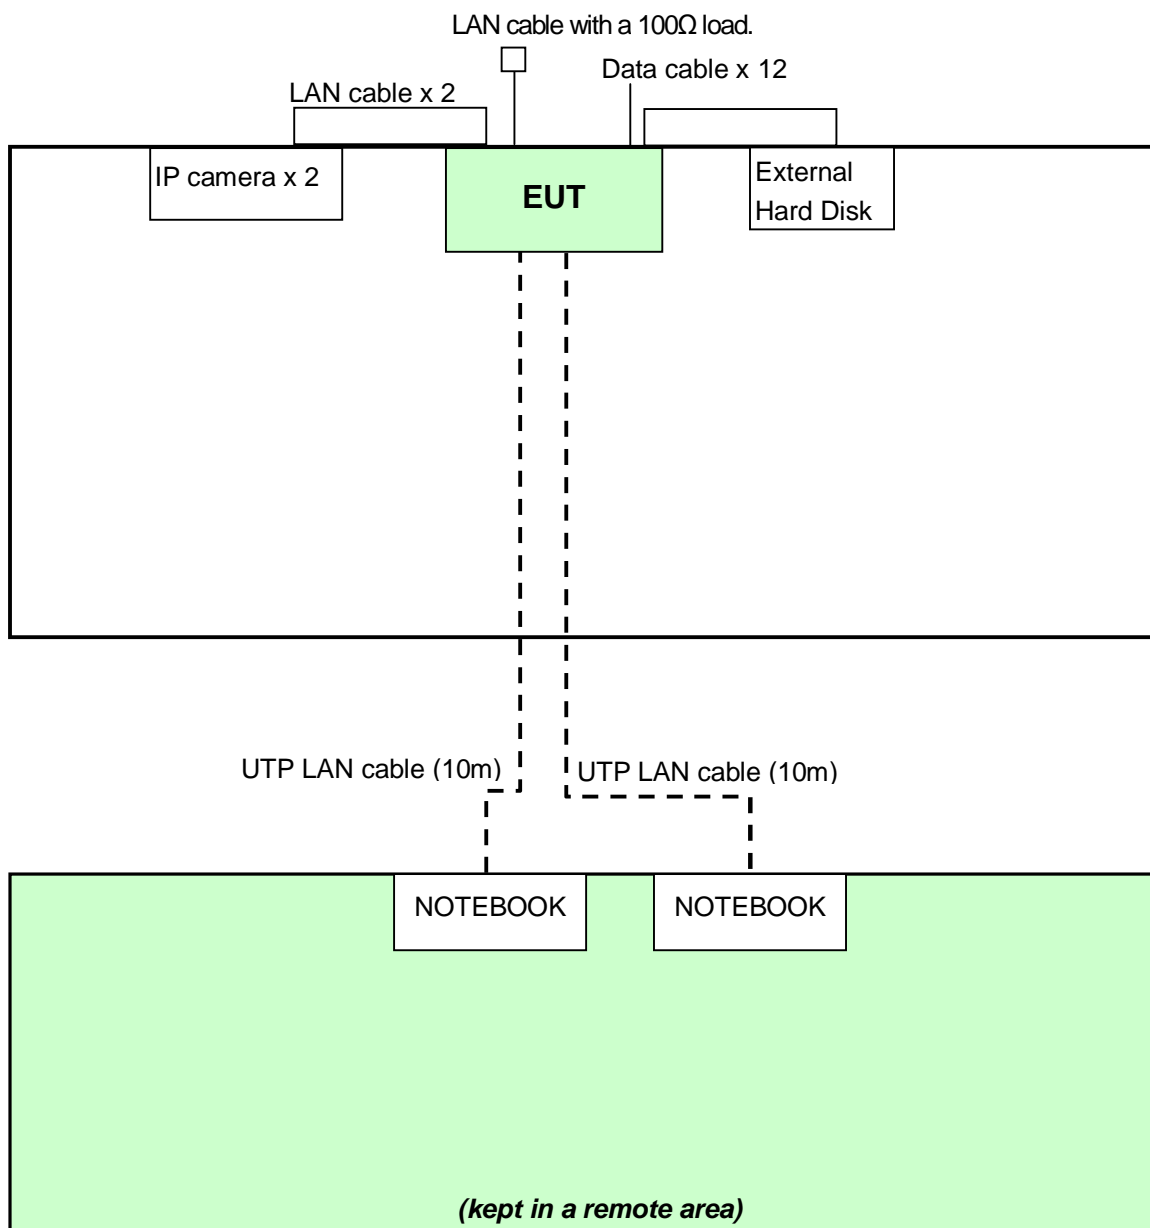 LAN cable with a 100Ω load.
Data cable x 12
LAN cable x 2
IP camera x 2
EUT
External
Hard Disk
UTP LAN cable (10m)
UTP LAN cable (10m)
NOTEBOOK
NOTEBOOK
(kept in a remote area)